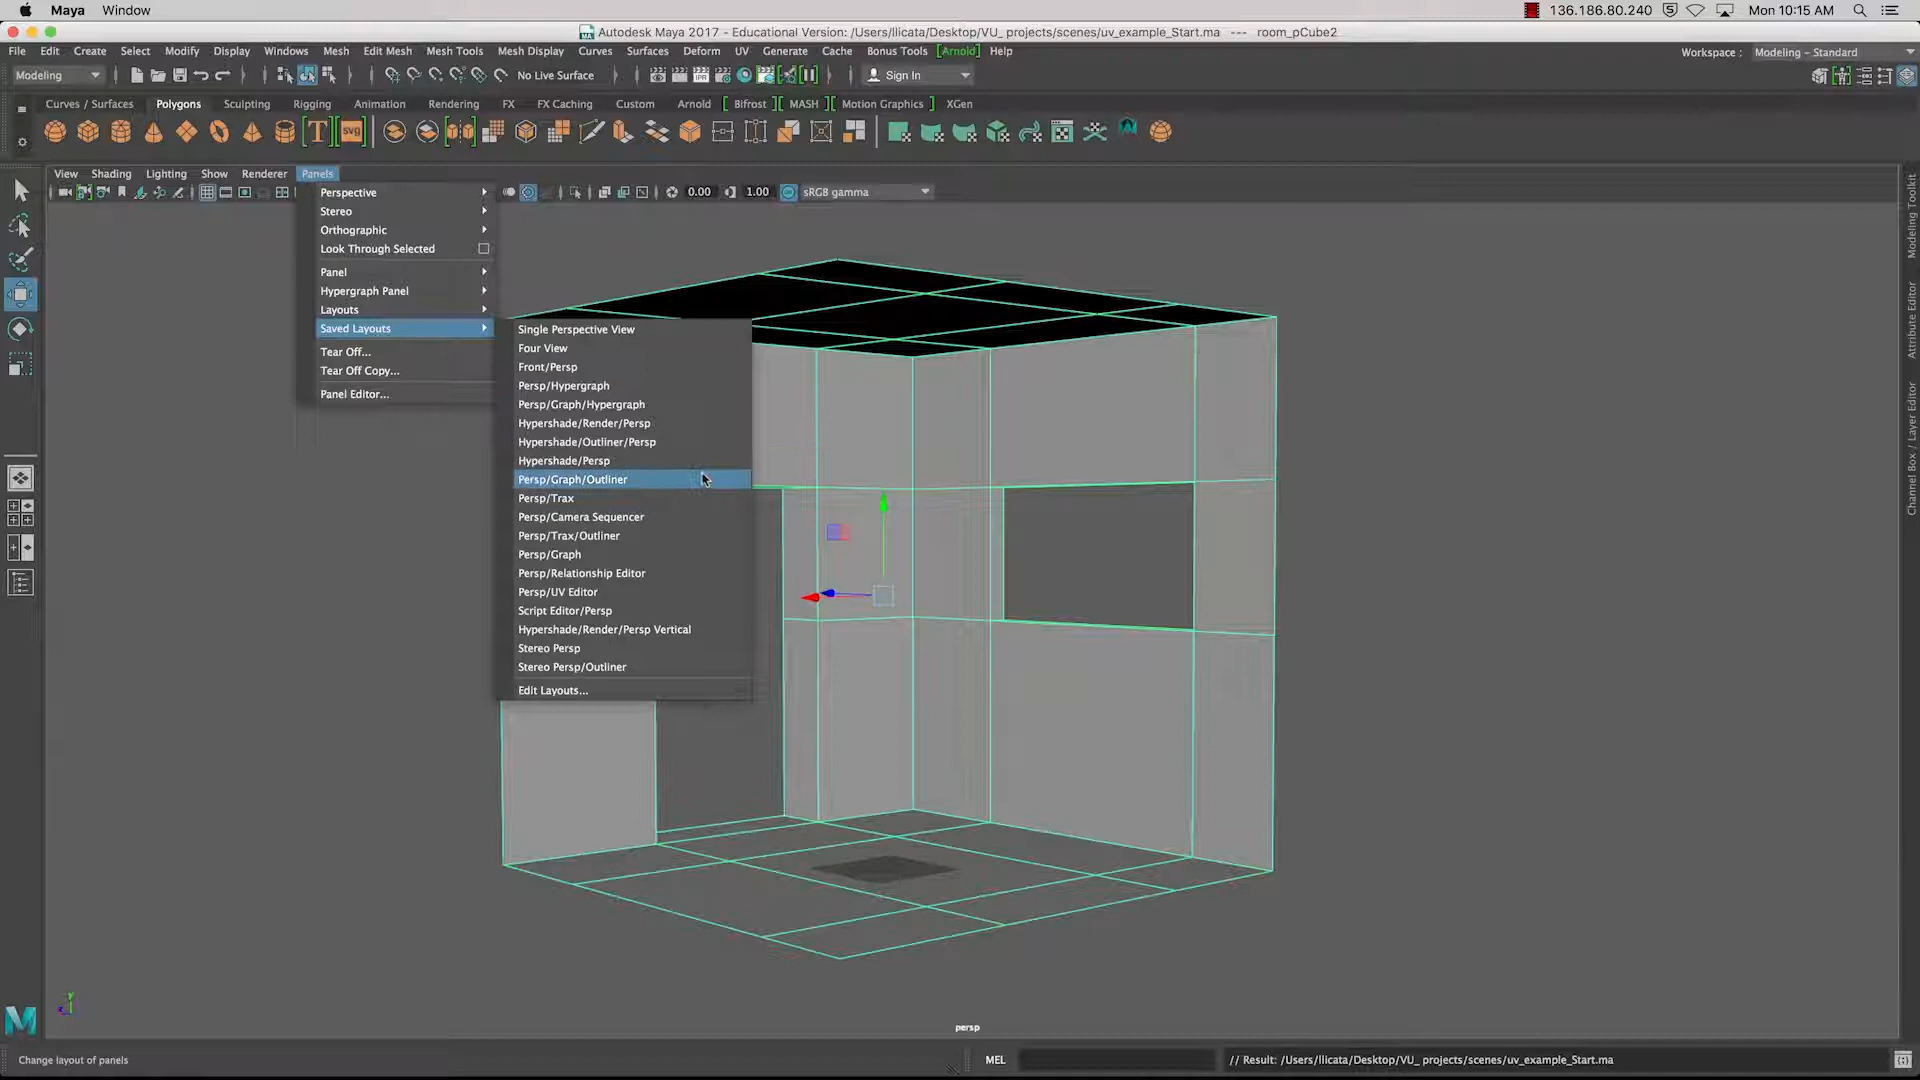 Maya Window 136.186.80.240 Mon 10:15 AM
Autodesk Maya 2017 - Educational Version: /Users/llicata/Desktop/VU_ projects/scenes/uv_example_Start.ma --- room_pCube2
File Edit Create Select Modify Display Windows Mesh Edit Mesh Mesh Tools Mesh Display Curves Surfaces Deform UV Generate Cache Bonus Tools [Arnold] Help Workspace : Modeling - Standard
Modeling No Live Surface Sign In
Curves / Surfaces Polygons Sculpting Rigging Animation Rendering FX FX Caching Custom Arnold [ Bifrost ] [ MASH ] [ Motion Graphics ] XGen
T svg
View Shading Lighting Show Renderer Panels
IPR
0.00 1.00 sRGB gamma
Perspective
Stereo
Orthographic
Look Through Selected
Panel
Hypergraph Panel
Layouts
Saved Layouts
Tear Off...
Tear Off Copy...
Panel Editor...
Single Perspective View
Four View
Front/Persp
Persp/Hypergraph
Persp/Graph/Hypergraph
Hypershade/Render/Persp
Hypershade/Outliner/Persp
Hypershade/Persp
Persp/Graph/Outliner
Persp/Trax
Persp/Camera Sequencer
Persp/Trax/Outliner
Persp/Graph
Persp/Relationship Editor
Persp/UV Editor
Script Editor/Persp
Hypershade/Render/Persp Vertical
Stereo Persp
Stereo Persp/Outliner
Edit Layouts...
Modeling Toolkit
Attribute Editor
Channel Box / Layer Editor
persp
Change layout of panels MEL // Result: /Users/llicata/Desktop/VU_ projects/scenes/uv_example_Start.ma